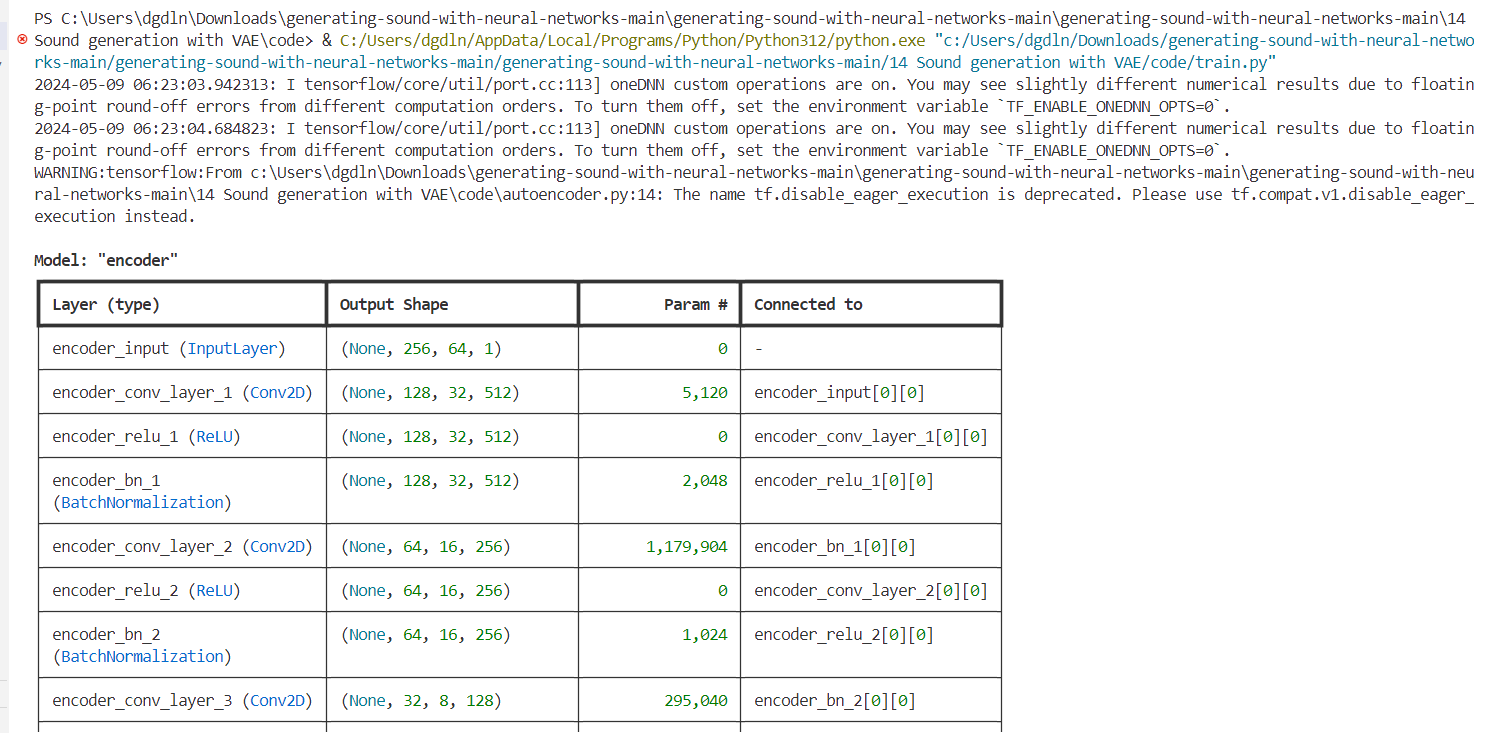 PS C:\Users\dgdln\Downloads\generating-sound-with-neural-networks-main\generating-sound-with-neural-networks-main\generating-sound-with-neural-networks-main\14
Sound generation with VAE\code> & C:/Users/dgdln/AppData/Local/Programs/Python/Python312/python.exe "c:/Users/dgdln/Downloads/generating-sound-with-neural-netwo
rks-main/generating-sound-with-neural-networks-main/generating-sound-with-neural-networks-main/14 Sound generation with VAE/code/train.py"
2024-05-09 06:23:03.942313: I tensorflow/core/util/port.cc:113] oneDNN custom operations are on. You may see slightly different numerical results due to floatin
g-point round-off errors from different computation orders. To turn them off, set the environment variable `TF_ENABLE_ONEDNN_OPTS=0`.
2024-05-09 06:23:04.684823: I tensorflow/core/util/port.cc:113] oneDNN custom operations are on. You may see slightly different numerical results due to floatin
g-point round-off errors from different computation orders. To turn them off, set the environment variable `TF_ENABLE_ONEDNN_OPTS=0`.
WARNING:tensorflow:From c:\Users\dgdln\Downloads\generating-sound-with-neural-networks-main\generating-sound-with-neural-networks-main\generating-sound-with-neu
ral-networks-main\14 Sound generation with VAE\code\autoencoder.py:14: The name tf.disable_eager_execution is deprecated. Please use tf.compat.v1.disable_eager_
execution instead.
Model: "encoder"
Layer (type) Output Shape Param # Connected to
encoder_input (InputLayer) (None, 256, 64, 1) 0 -
encoder_conv_layer_1 (Conv2D) (None, 128, 32, 512) 5,120 encoder_input[0][0]
encoder_relu_1 (ReLU) (None, 128, 32, 512) 0 encoder_conv_layer_1[0][0]
encoder_bn_1 (None, 128, 32, 512) 2,048 encoder_relu_1[0][0]
(BatchNormalization)
encoder_conv_layer_2 (Conv2D) (None, 64, 16, 256) 1,179,904 encoder_bn_1[0][0]
encoder_relu_2 (ReLU) (None, 64, 16, 256) 0 encoder_conv_layer_2[0][0]
encoder_bn_2 (None, 64, 16, 256) 1,024 encoder_relu_2[0][0]
(BatchNormalization)
encoder_conv_layer_3 (Conv2D) (None, 32, 8, 128) 295,040 encoder_bn_2[0][0]